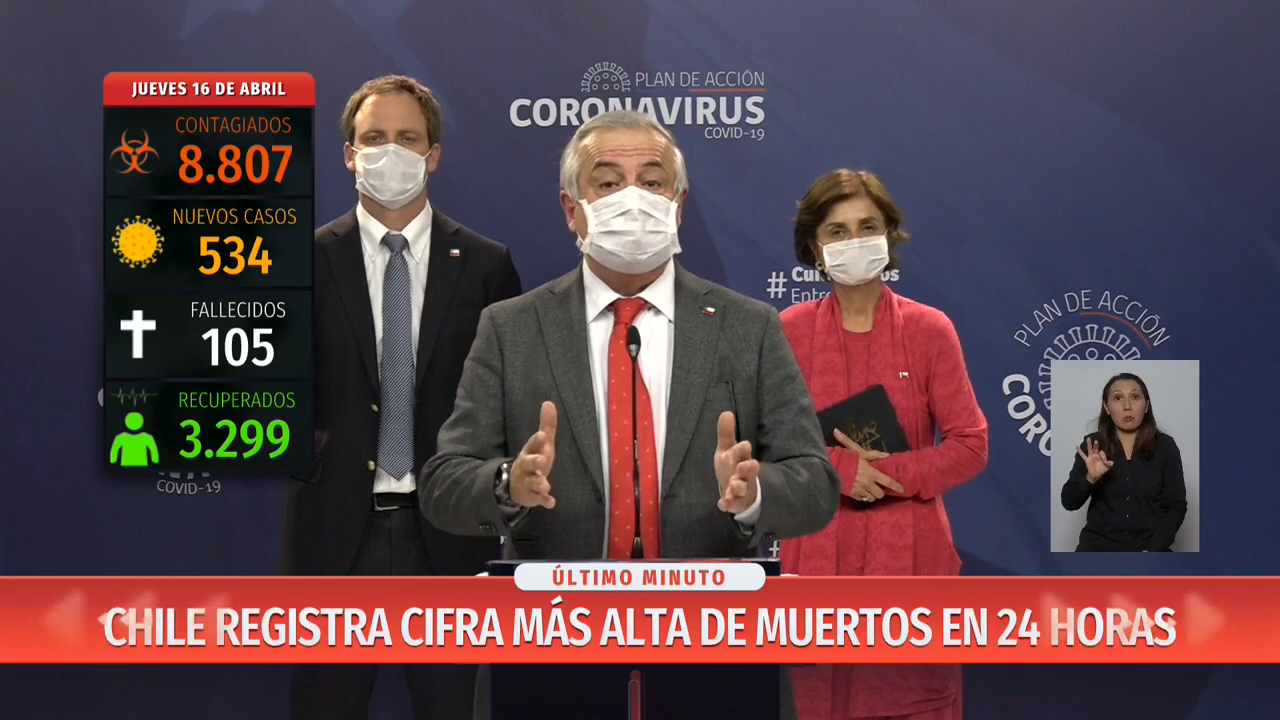 JUEVES 16 DE ABRIL
CONTAGIADOS
8.807
NUEVOS CASOS
534
FALLECIDOS
105
RECUPERADOS
3.299
COVID-19
PLAN DE ACCIÓN
CORONAVIRUS
COVID-19
#
PLAN DE ACCIÓN
ÚLTIMO MINUTO
CHILE REGISTRA CIFRA MÁS ALTA DE MUERTOS EN 24 HORAS